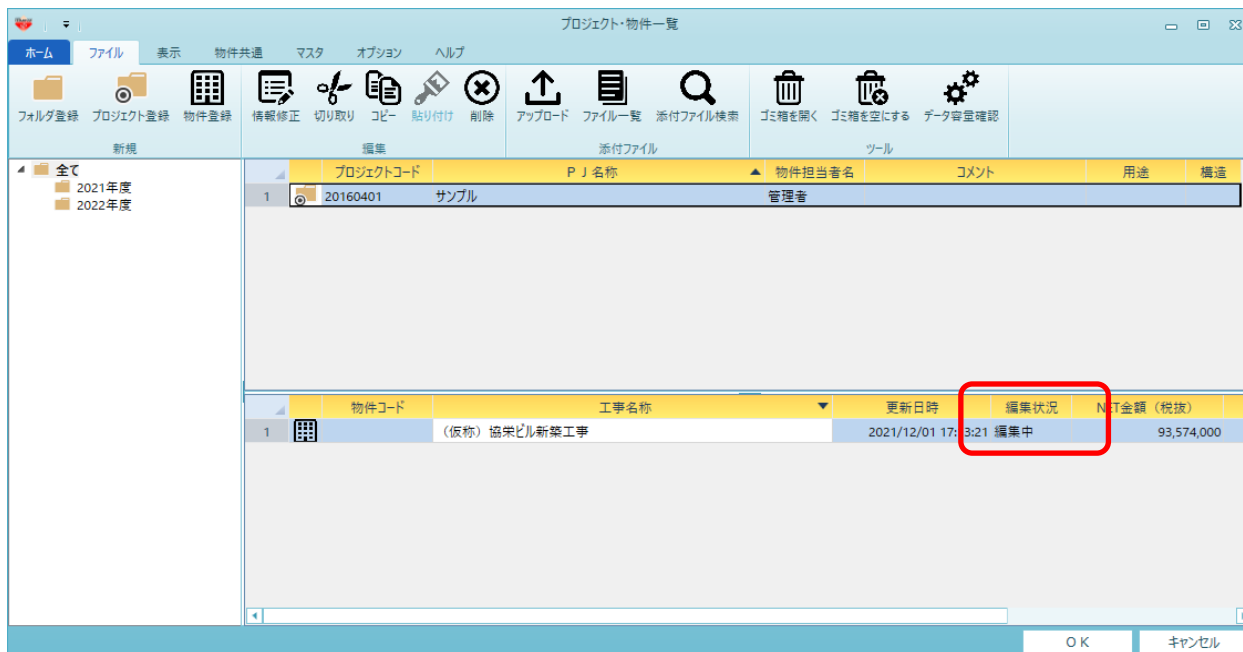 プロジェクト・物件一覧
ホーム ファイル 表示 物件共通 マスタ オプション ヘルプ
フォルダ登録 プロジェクト登録 物件登録 情報修正 切り取り コピー 貼り付け 削除 アップロード ファイル一覧 添付ファイル検索 ゴミ箱を開く ゴミ箱を空にする データ容量確認
新規 編集 添付ファイル ツール
全て
2021年度
2022年度
プロジェクトコード PJ名称 物件担当者名 コメント 用途 構造
1 20160401 サンプル 管理者
物件コード 工事名称 更新日時 編集状況 NET金額（税抜）
1 （仮称）協栄ビル新築工事 2021/12/01 17: 3:21 編集中 93,574,000
OK キャンセル